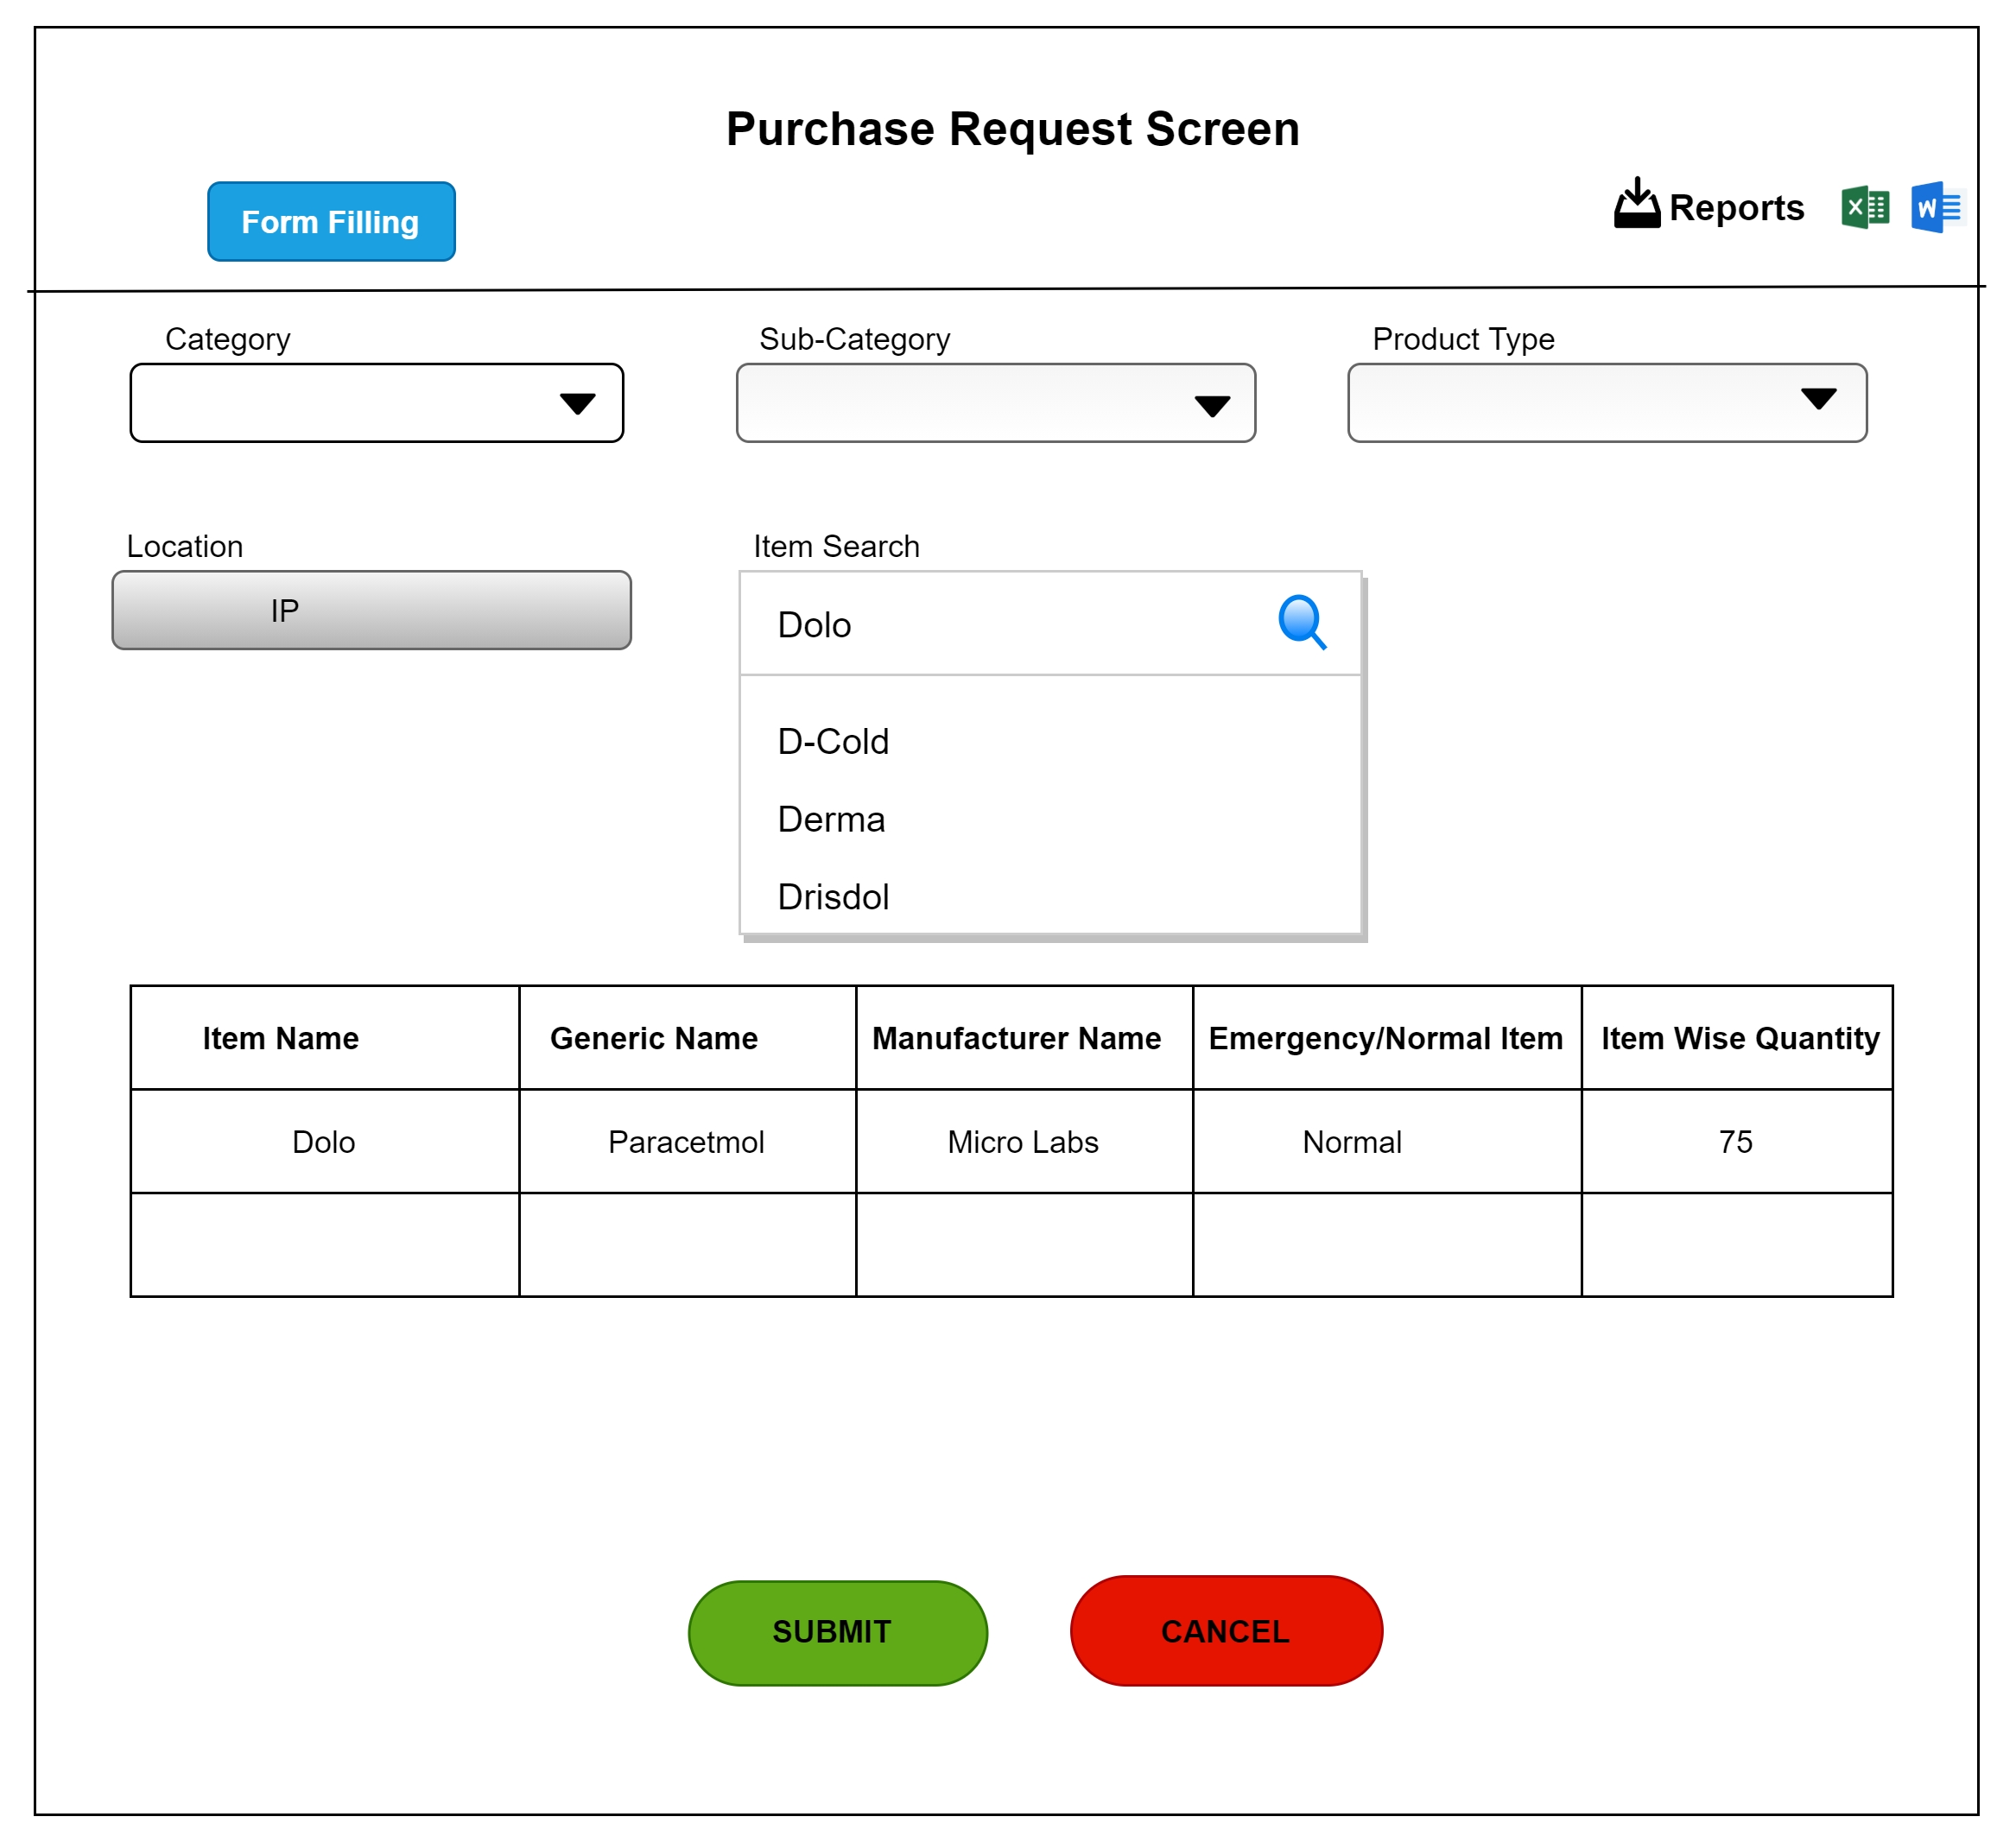 Purchase Request Screen
Form Filling
Reports
X
W
Category
Sub-Category
Product Type
Location
Item Search
IP
Dolo
D-Cold
Derma
Drisdol
Item Name Generic Name Manufacturer Name Emergency/Normal Item Item Wise Quantity
Dolo Paracetmol Micro Labs Normal 75
SUBMIT
CANCEL